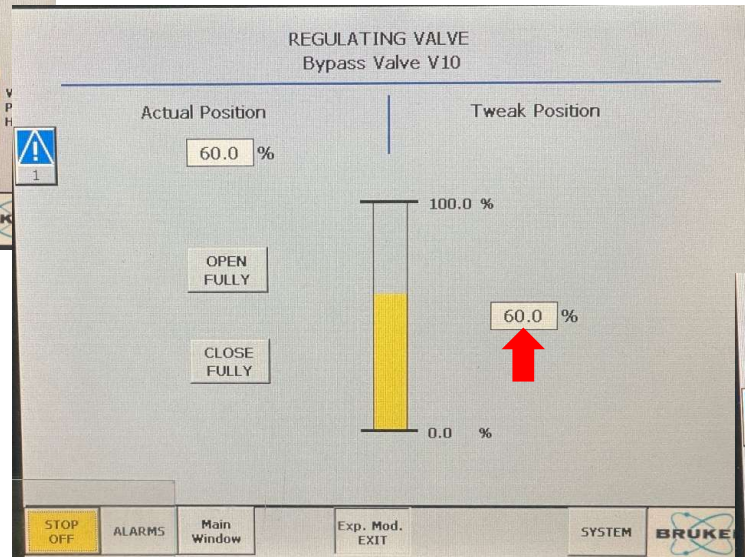 REGULATING VALVE
Bypass Valve V10
Actual Position
Tweak Position
60.0 %
1
100.0 %
OPEN
FULLY
60.0 %
CLOSE
FULLY
0.0 %
STOP
OFF
ALARMS
Main
Window
Exp. Mod.
EXIT
SYSTEM
BRUKE
V
P
H
K